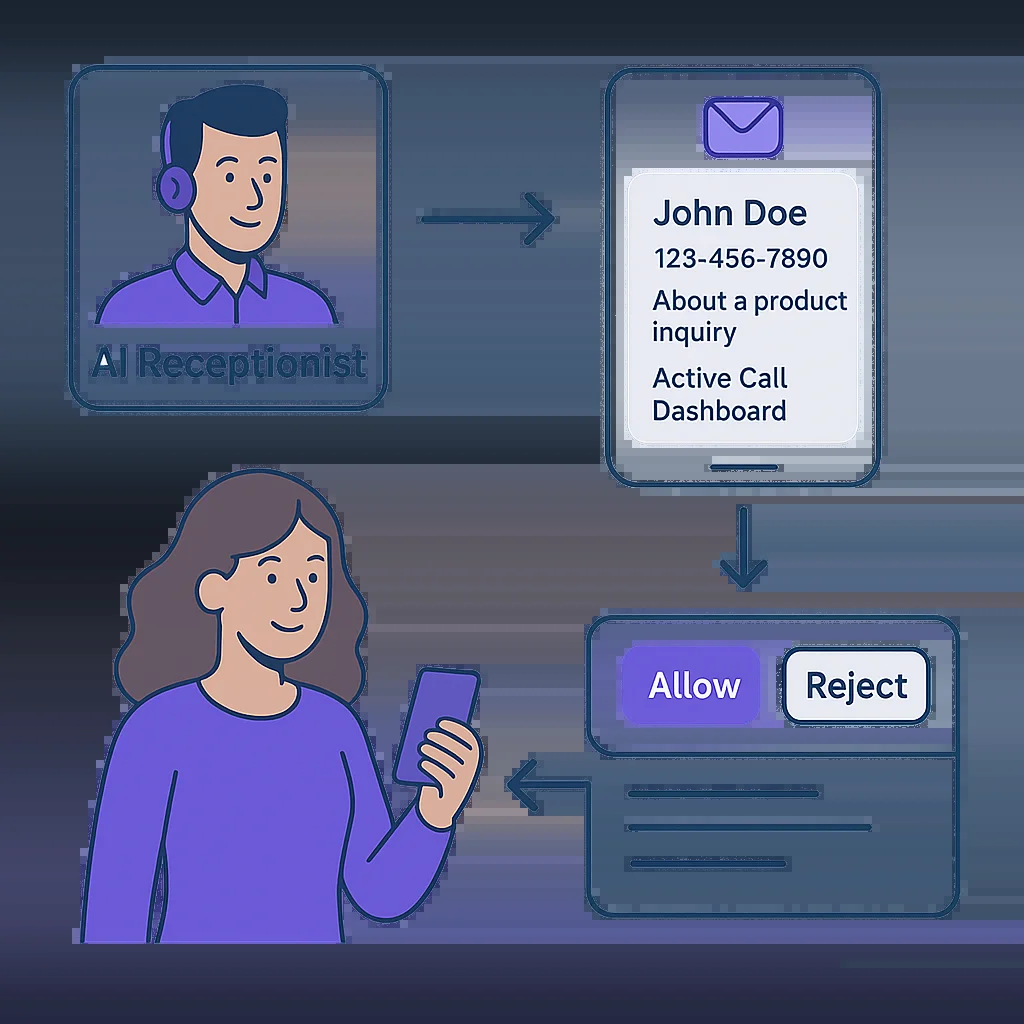 AI Receptionist
John Doe
123-456-7890
About a product
inquiry
Active Call
Dashboard
Allow
Reject